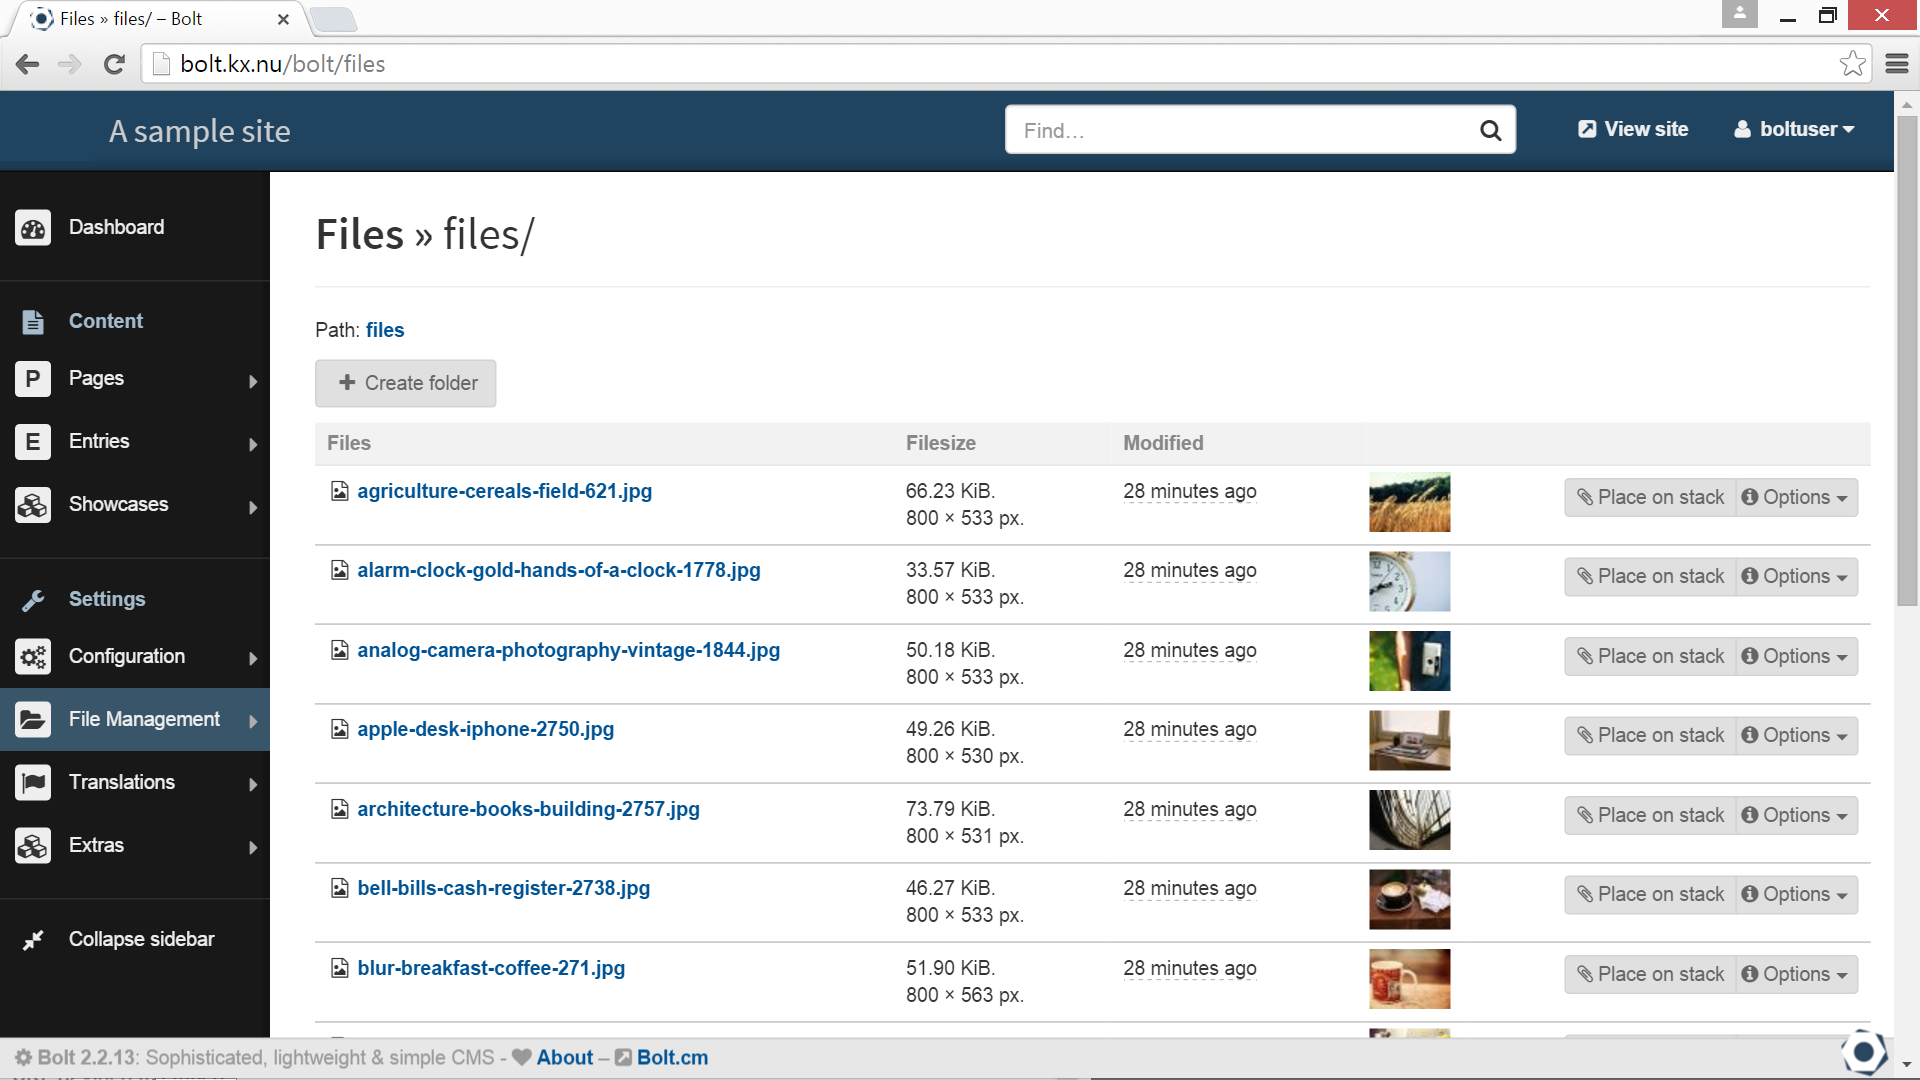 Files » files/ – Bolt
bolt.kx.nu/bolt/files
A sample site
Find...
View site
boltuser
Dashboard
Content
P Pages
E Entries
Showcases
Settings
Configuration
File Management
Translations
Extras
Collapse sidebar
Files » files/
Path: files
+ Create folder
Files Filesize Modified
agriculture-cereals-field-621.jpg 66.23 KiB. 28 minutes ago Place on stack Options
800 × 533 px.
alarm-clock-gold-hands-of-a-clock-1778.jpg 33.57 KiB. 28 minutes ago Place on stack Options
800 × 533 px.
analog-camera-photography-vintage-1844.jpg 50.18 KiB. 28 minutes ago Place on stack Options
800 × 533 px.
apple-desk-iphone-2750.jpg 49.26 KiB. 28 minutes ago Place on stack Options
800 × 530 px.
architecture-books-building-2757.jpg 73.79 KiB. 28 minutes ago Place on stack Options
800 × 531 px.
bell-bills-cash-register-2738.jpg 46.27 KiB. 28 minutes ago Place on stack Options
800 × 533 px.
blur-breakfast-coffee-271.jpg 51.90 KiB. 28 minutes ago Place on stack Options
800 × 563 px.
Bolt 2.2.13: Sophisticated, lightweight & simple CMS - About – Bolt.cm